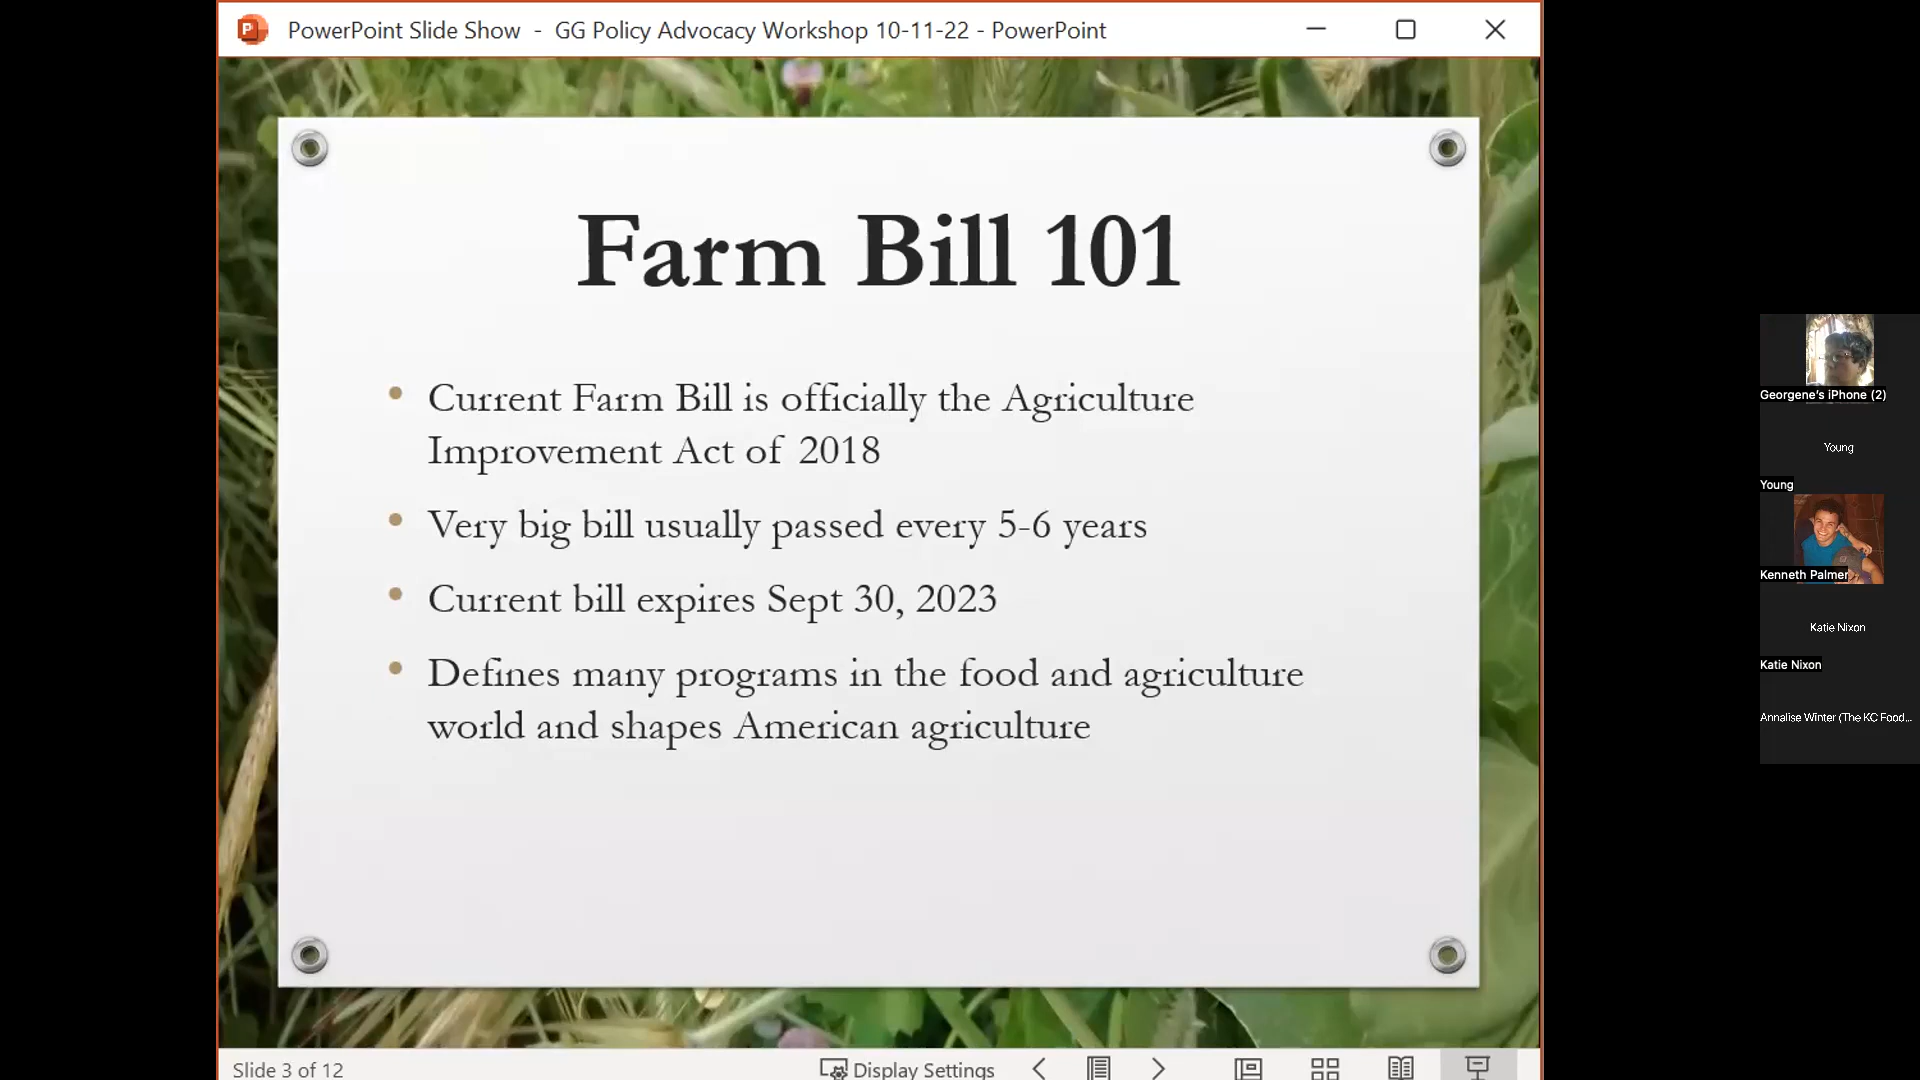 PowerPoint Slide Show - GG Policy Advocacy Workshop 10-11-22 - PowerPoint
Farm Bill 101
• Current Farm Bill is officially the Agriculture
Improvement Act of 2018
• Very big bill usually passed every 5-6 years
• Current bill expires Sept 30, 2023
• Defines many programs in the food and agriculture
world and shapes American agriculture
Slide 3 of 12
Display Settings
Georgene's iPhone (2)
Young
Young
Kenneth Palmer
Katie Nixon
Katie Nixon
Annalise Winter (The KC Food...